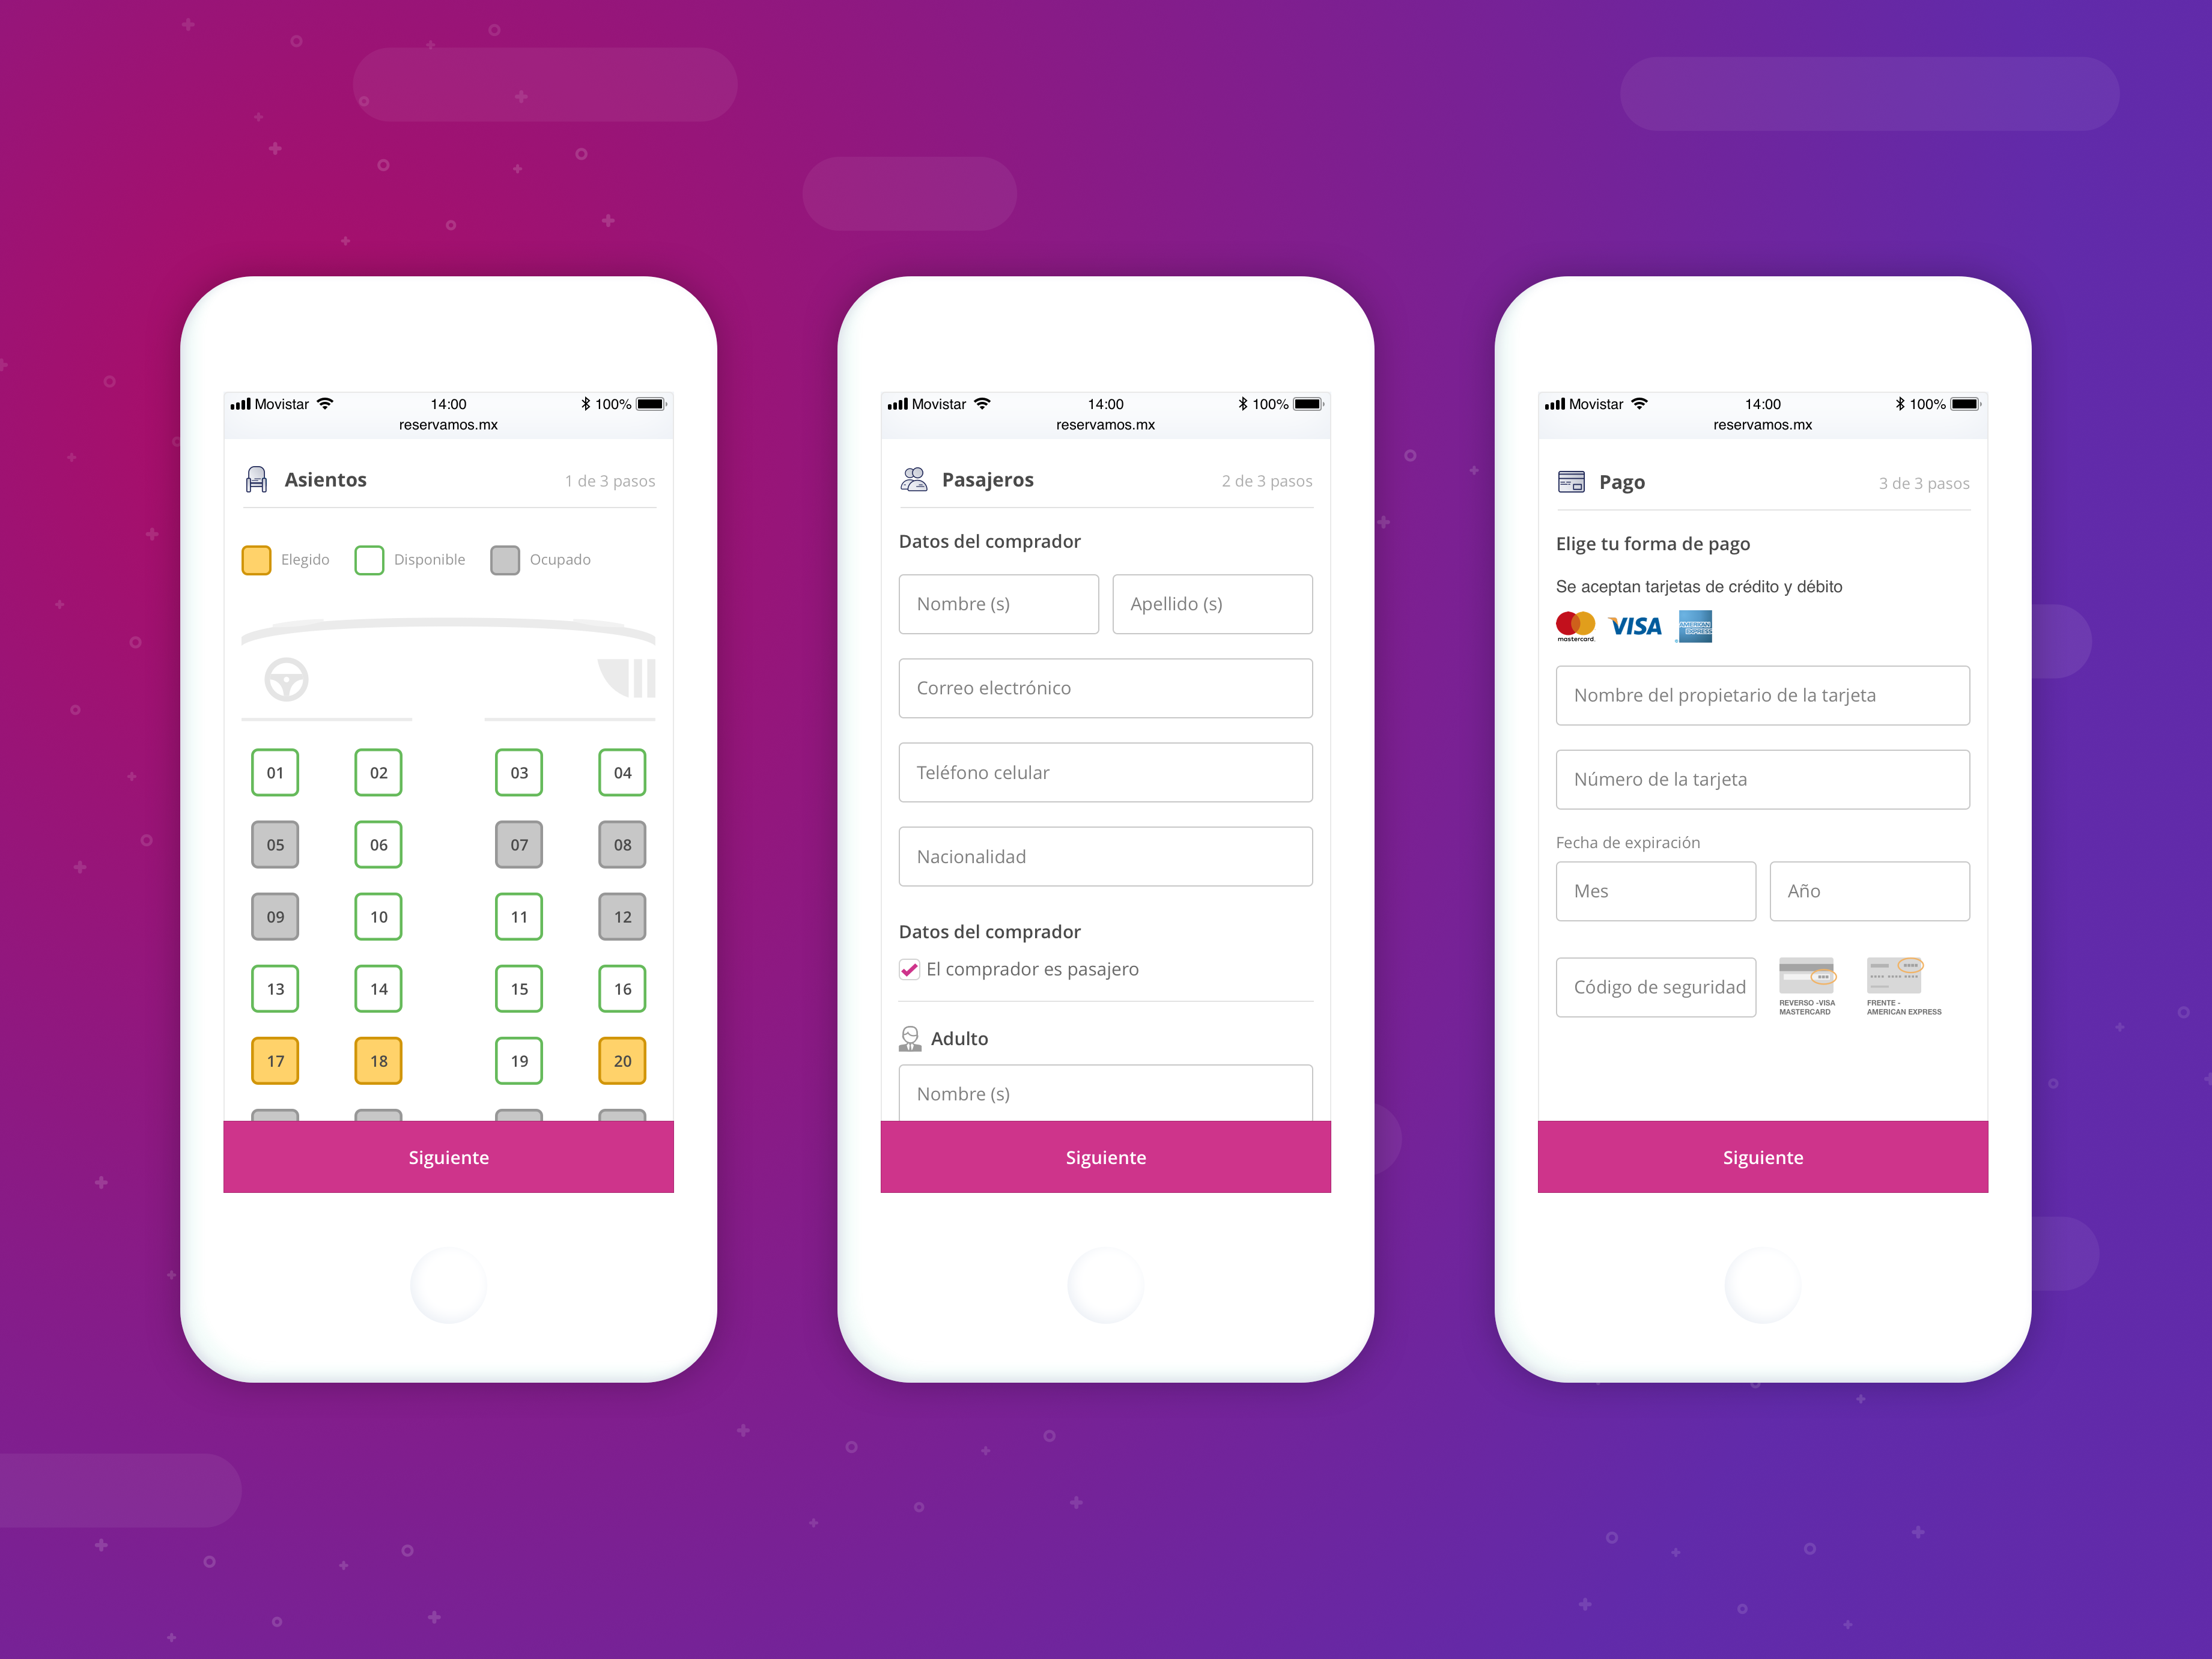 Movistar 14:00 100%
reservamos.mx
Asientos 1 de 3 pasos
Elegido Disponible Ocupado
01 02 03 04
05 06 07 08
09 10 11 12
13 14 15 16
17 18 19 20
Siguiente
Movistar 14:00 100%
reservamos.mx
Pasajeros 2 de 3 pasos
Datos del comprador
Nombre (s) Apellido (s)
Correo electrónico
Teléfono celular
Nacionalidad
Datos del comprador
El comprador es pasajero
Adulto
Nombre (s)
Siguiente
Movistar 14:00 100%
reservamos.mx
Pago 3 de 3 pasos
Elige tu forma de pago
Se aceptan tarjetas de crédito y débito
mastercard. VISA AMERICAN EXPRESS
Nombre del propietario de la tarjeta
Número de la tarjeta
Fecha de expiración
Mes Año
Código de seguridad
REVERSO -VISA
MASTERCARD
FRENTE -
AMERICAN EXPRESS
Siguiente